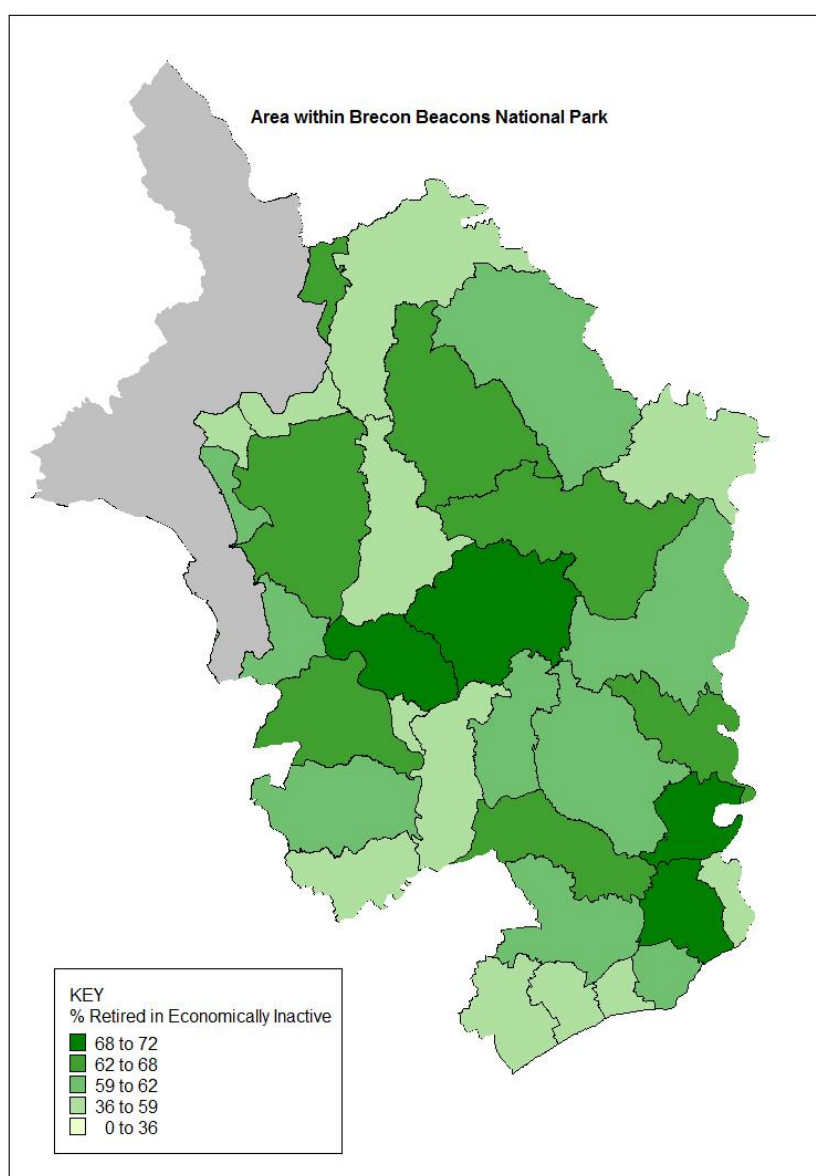 Area within Brecon Beacons National Park
KEY
% Retired in Economically Inactive
68 to 72
62 to 68
59 to 62
36 to 59
0 to 36